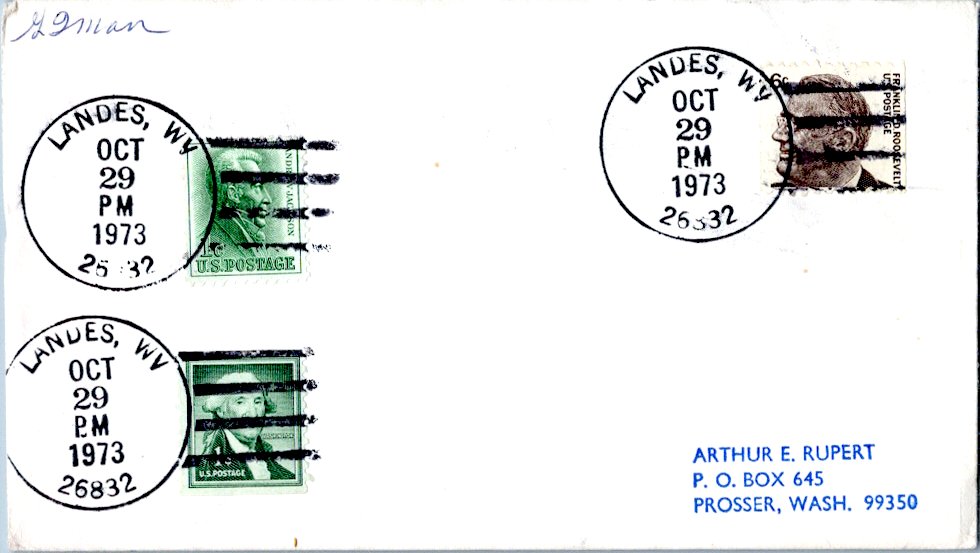 LANDES, WV
OCT
29
PM
1973
26832
6c
FRANKLIN D. ROOSEVELT
U.S. POSTAGE
LANDES, WV
OCT
29
PM
1973
1c
U.S. POSTAGE
LANDES, WV
OCT
29
PM
1973
26832
1c
U.S. POSTAGE
ARTHUR E. RUPERT
P. O. BOX 645
PROSSER, WASH. 99350